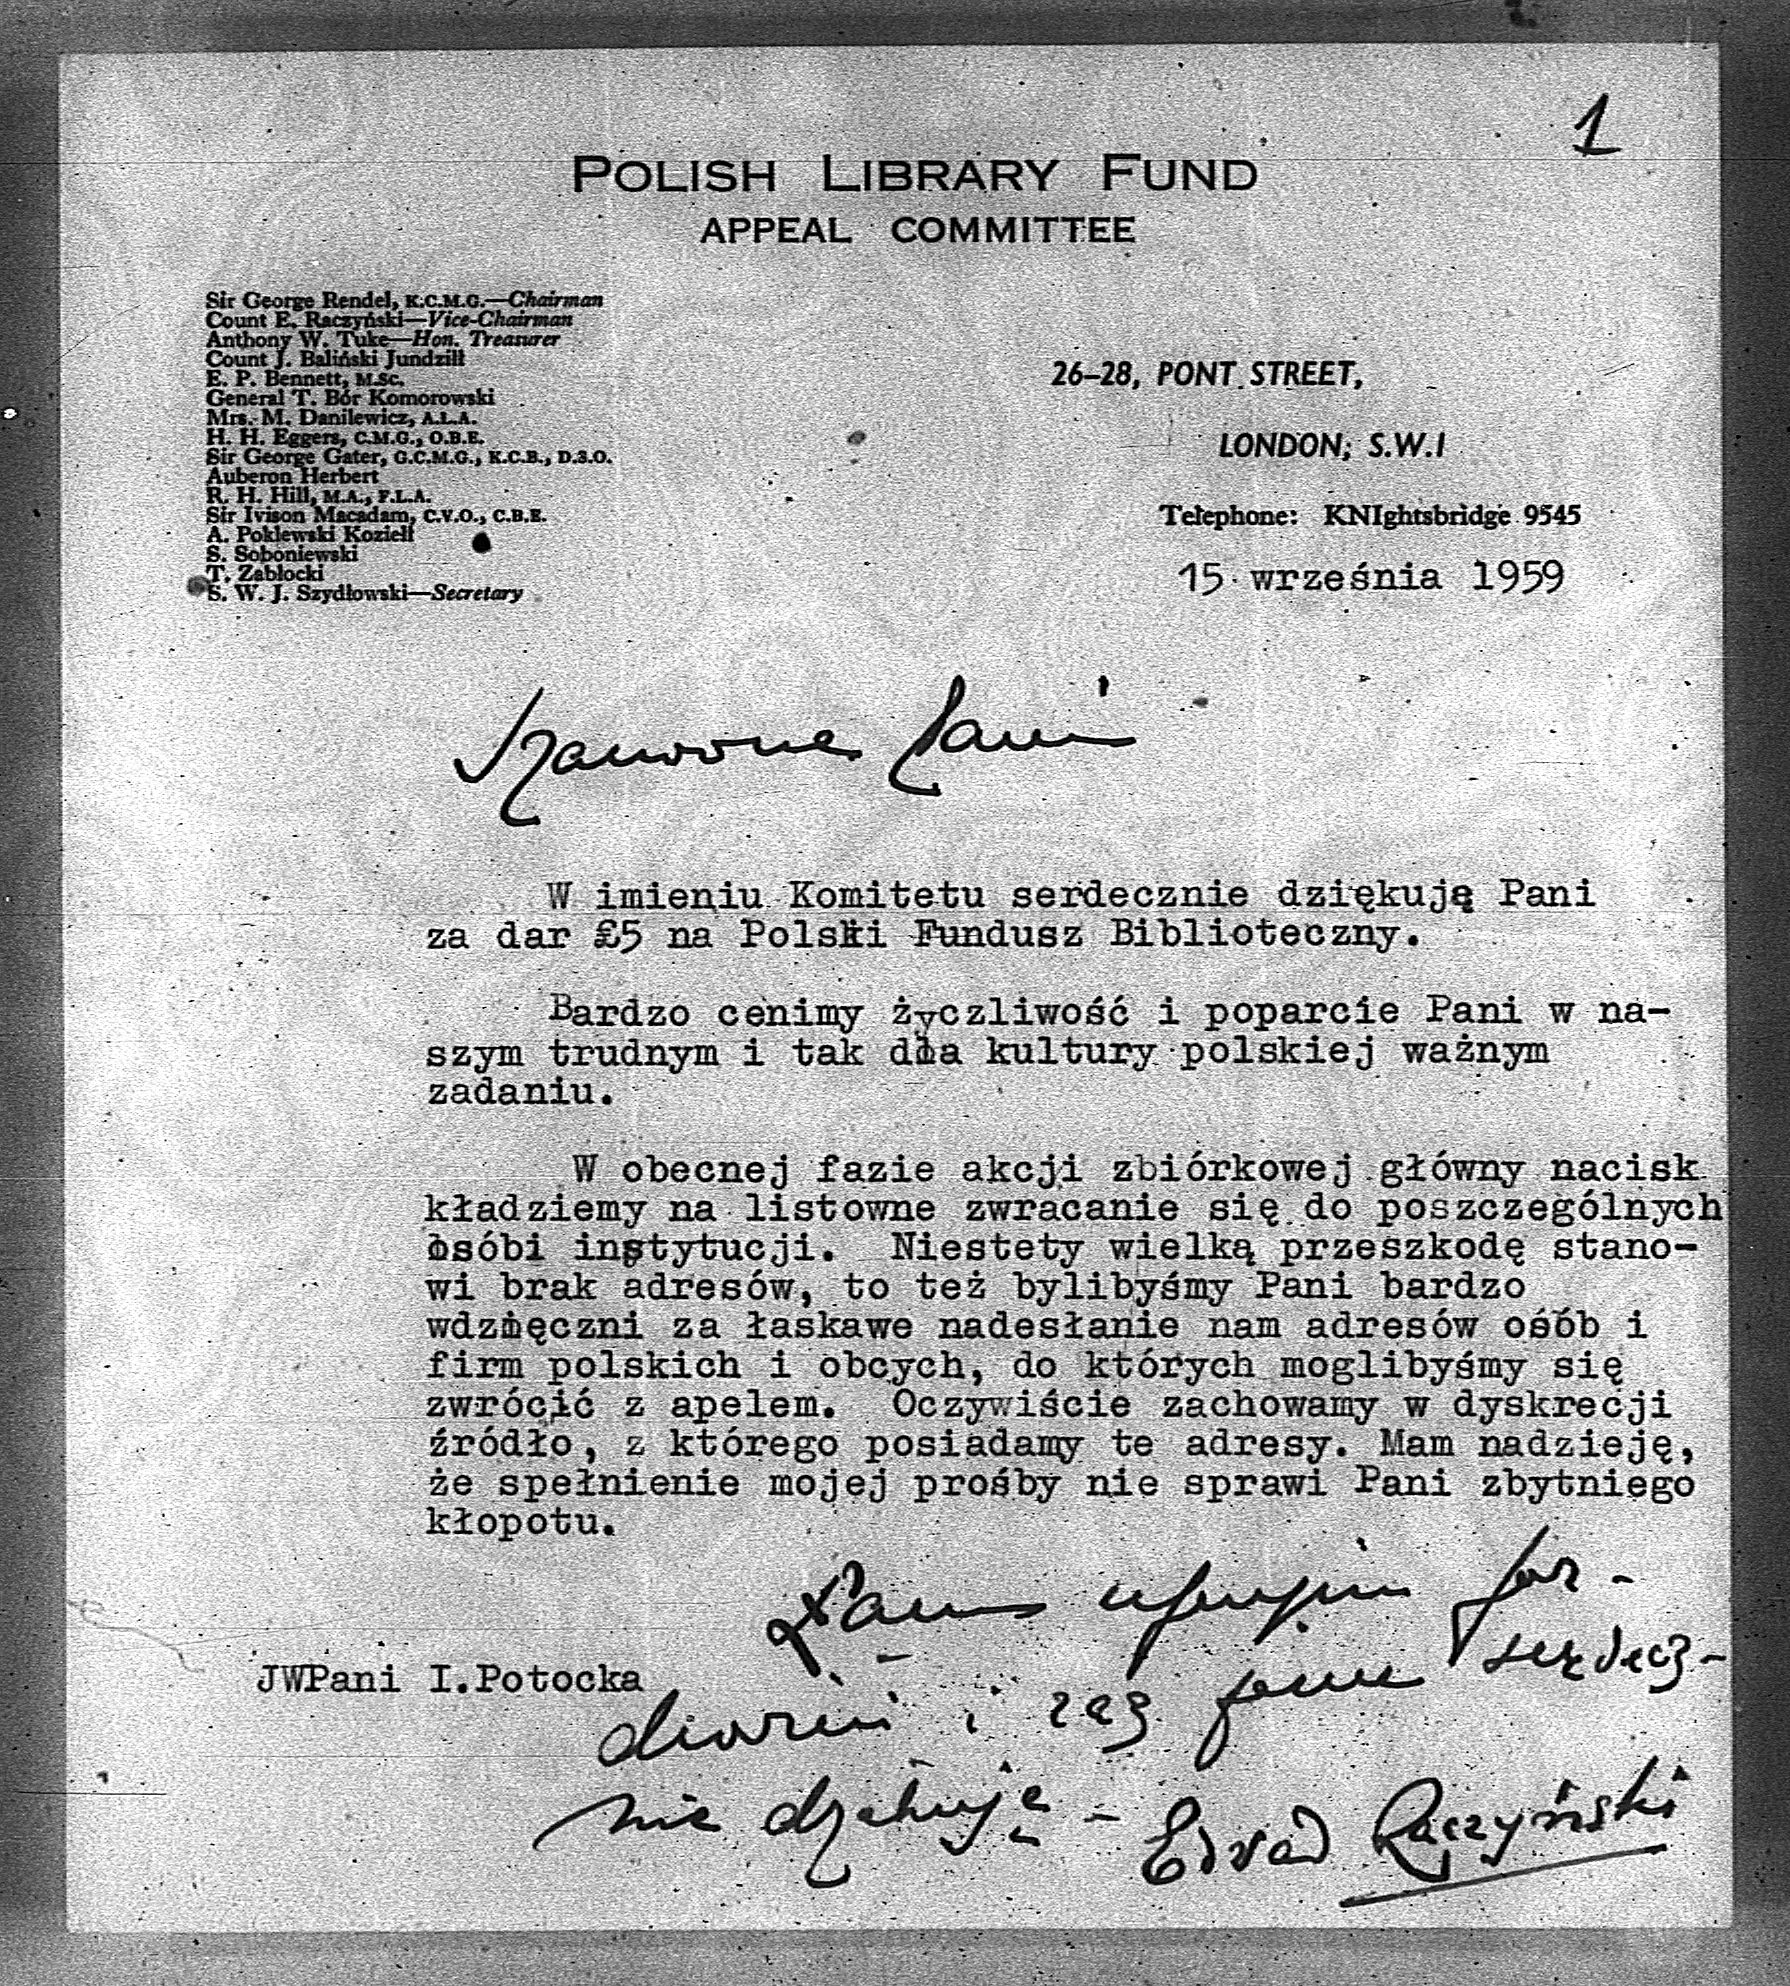 1
POLISH LIBRARY FUND
APPEAL COMMITTEE
Sir George Rendel, K.C.M.G.—Chairman
Count E. Raczyński—Vice-Chairman
Anthony W. Tuke—Hon. Treasurer
Count J. Baliński Jundziłł
E. P. Bennett, M.Sc.
General T. Bór Komorowski
Mrs. M. Danilewicz, A.L.A.
H. H. Eggers, C.M.G., O.B.E.
Sir George Gater, G.C.M.G., K.C.B., D.S.O.
Auberon Herbert
R. H. Hill, M.A., F.L.A.
Sir Ivison Macadam, C.V.O., C.B.E.
A. Poklewski Koziełł
S. Soboniewski
T. Zabłocki
S. W. J. Szydłowski—Secretary
26–28, PONT STREET,
LONDON, S.W.1
Telephone: KNIghtsbridge 9545
15 września 1959
Szanowna Pani
W imieniu Komitetu serdecznie dziękuję Pani
za dar £5 na Polski Fundusz Biblioteczny.
Bardzo cenimy życzliwość i poparcie Pani w na-
szym trudnym i tak dla kultury polskiej ważnym
zadaniu.
W obecnej fazie akcji zbiórkowej główny nacisk
kładziemy na listowne zwracanie się do poszczególnych
osóbi instytucji. Niestety wielką przeszkodę stano-
wi brak adresów, to też bylibyśmy Pani bardzo
wdzięczni za łaskawe nadesłanie nam adresów osób i
firm polskich i obcych, do których moglibyśmy się
zwrócić z apelem. Oczywiście zachowamy w dyskrecji
źródło, z którego posiadamy te adresy. Mam nadzieję,
że spełnienie mojej prośby nie sprawi Pani zbytniego
kłopotu.
JWPani I.Potocka
i raz serdecz-
nie dziękuję - Edward Raczyński